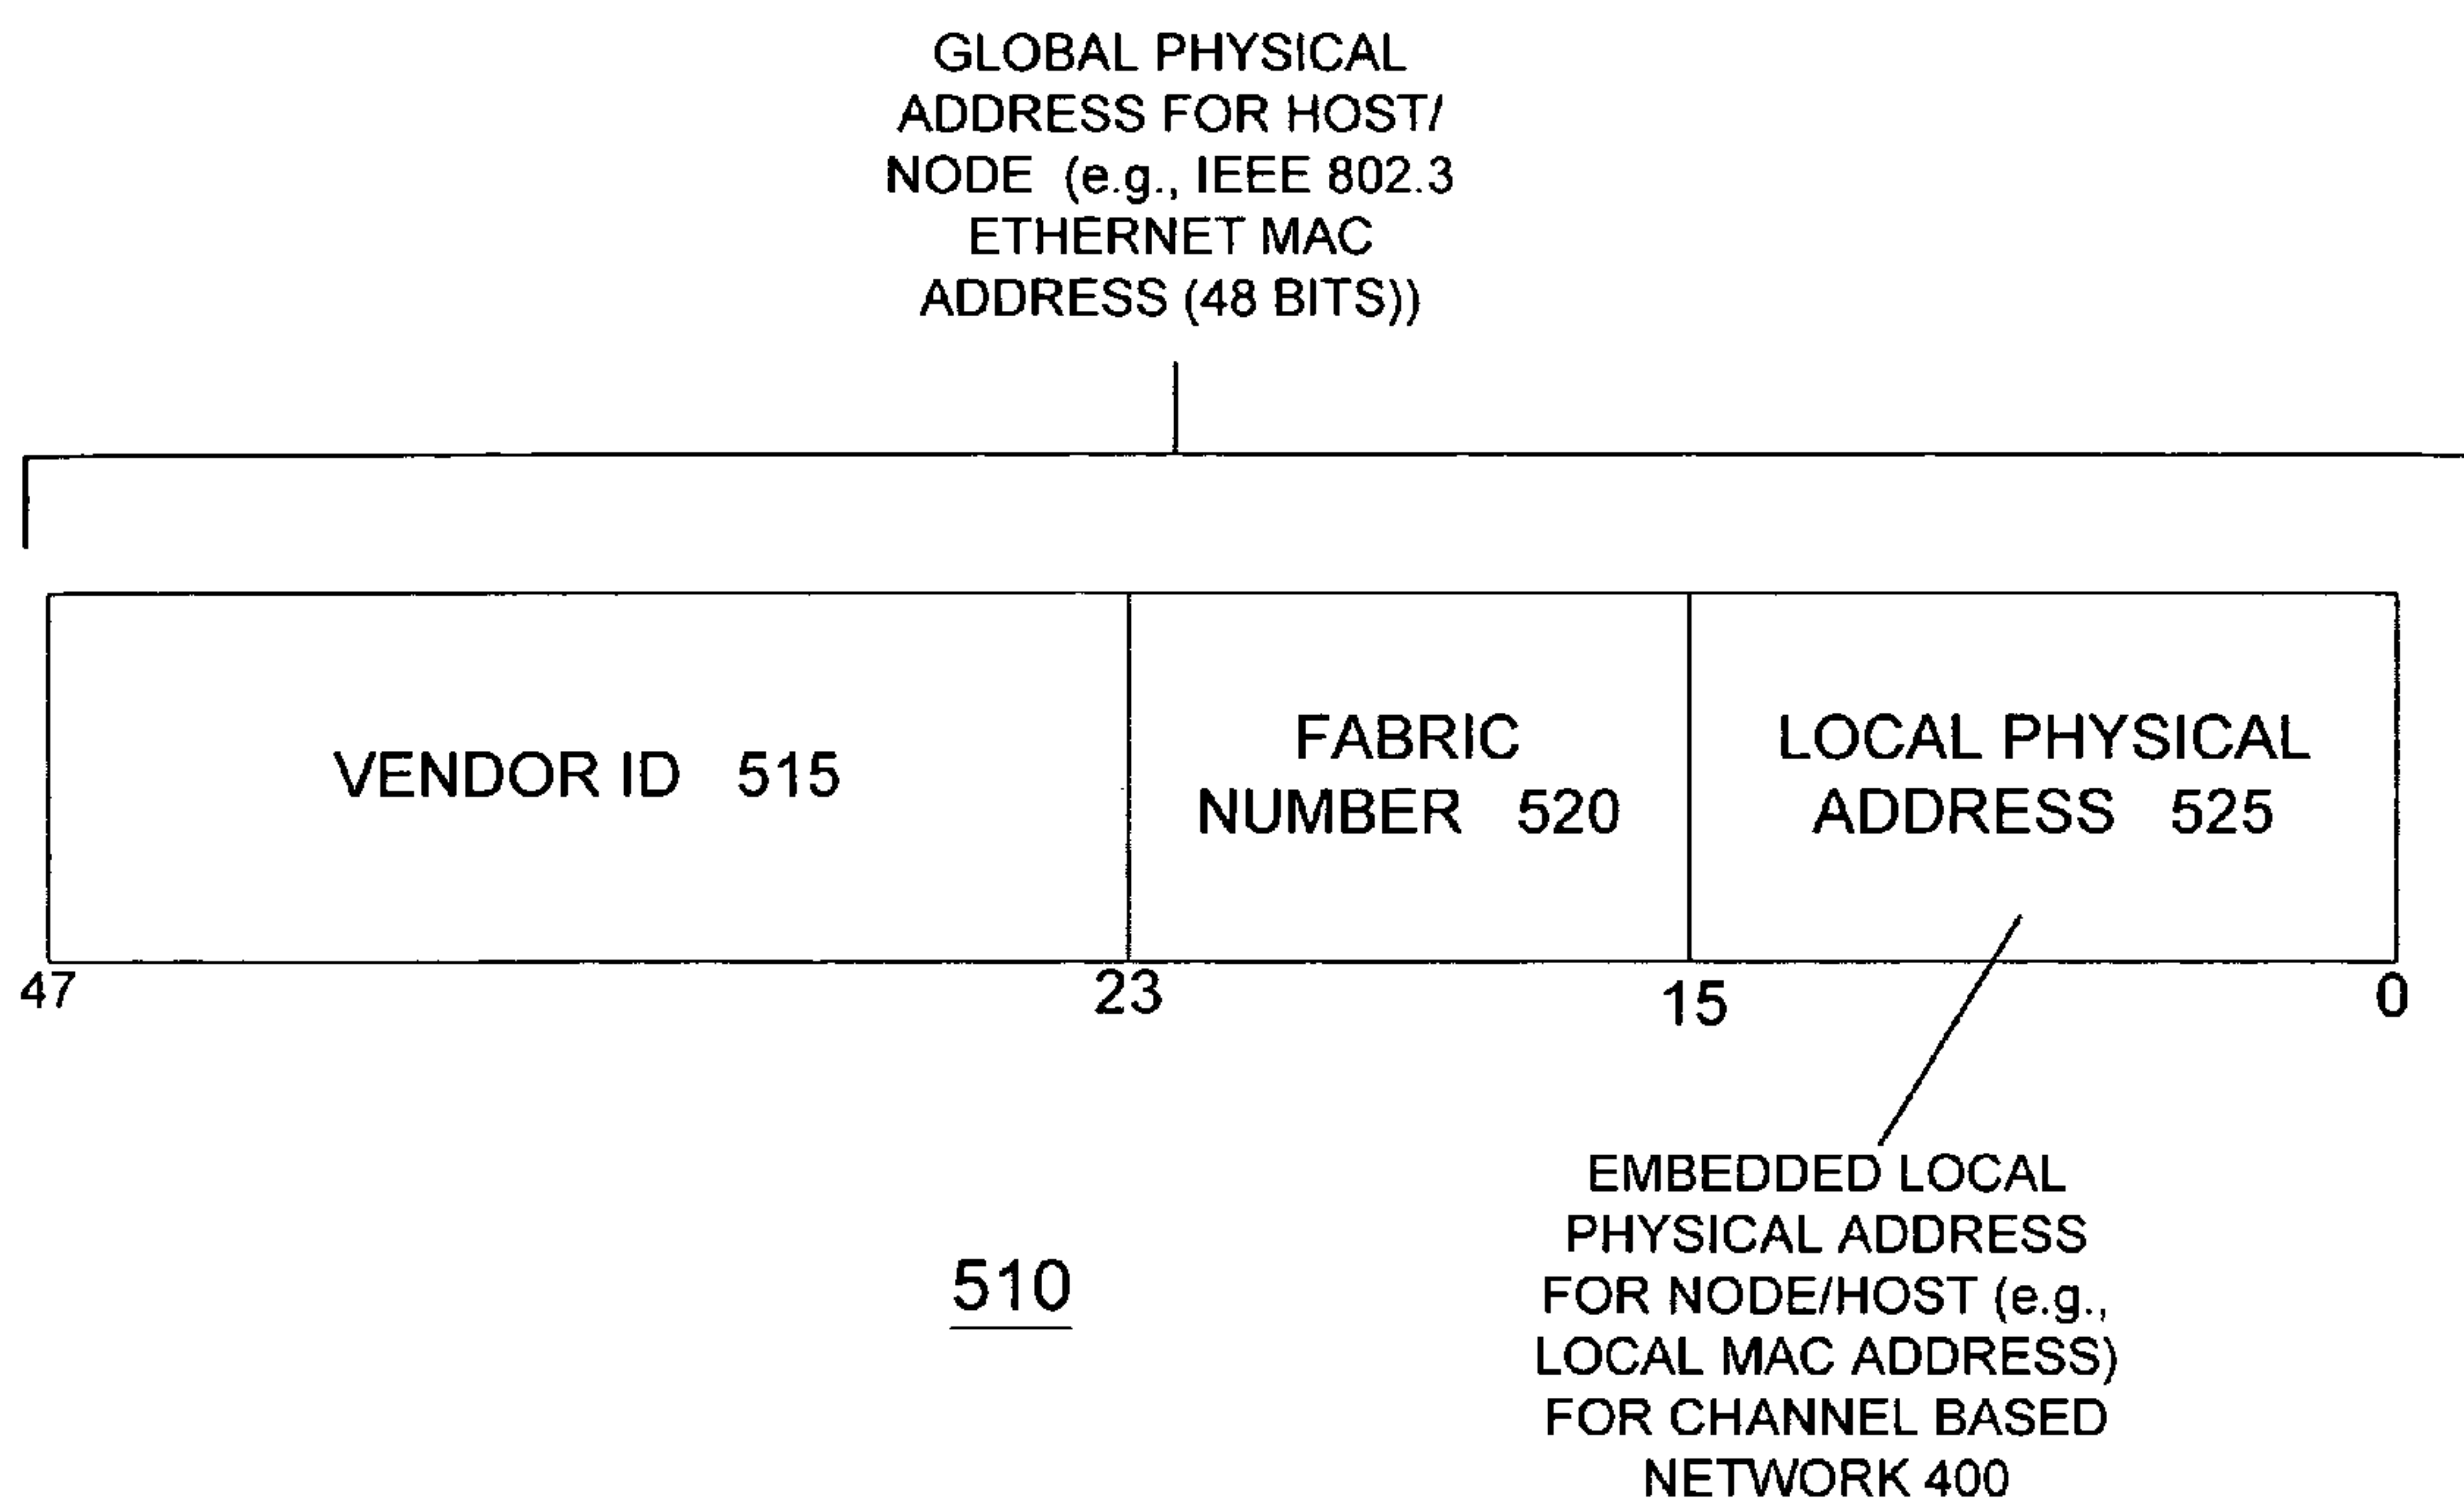 GLOBAL PHYSICAL
ADDRESS FOR HOST/
NODE (e.g., IEEE 802.3
ETHERNET MAC
ADDRESS (48 BITS))
VENDOR ID 515
FABRIC
NUMBER 520
LOCAL PHYSICAL
ADDRESS 525
47
23
15
0
EMBEDDED LOCAL
PHYSICAL ADDRESS
FOR NODE/HOST (e.g.,
LOCAL MAC ADDRESS)
FOR CHANNEL BASED
NETWORK 400
510